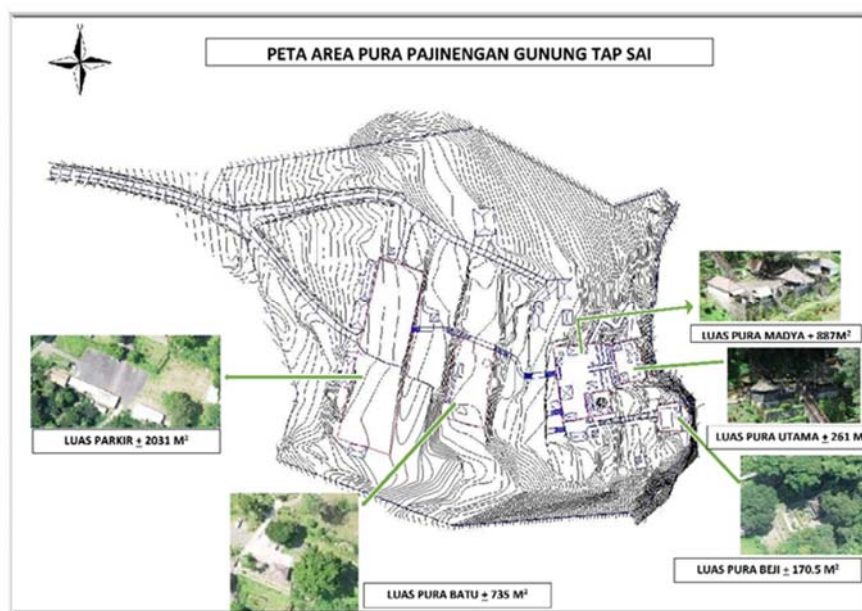 PETA AREA PURA PAJINENGAN GUNUNG TAP SAI
LUAS PURA MADYA ± 887M²
LUAS PARKIR ± 2031 M²
LUAS PURA UTAMA ± 261 M
LUAS PURA BEJI ± 170.5 M²
LUAS PURA BATU ± 735 M²